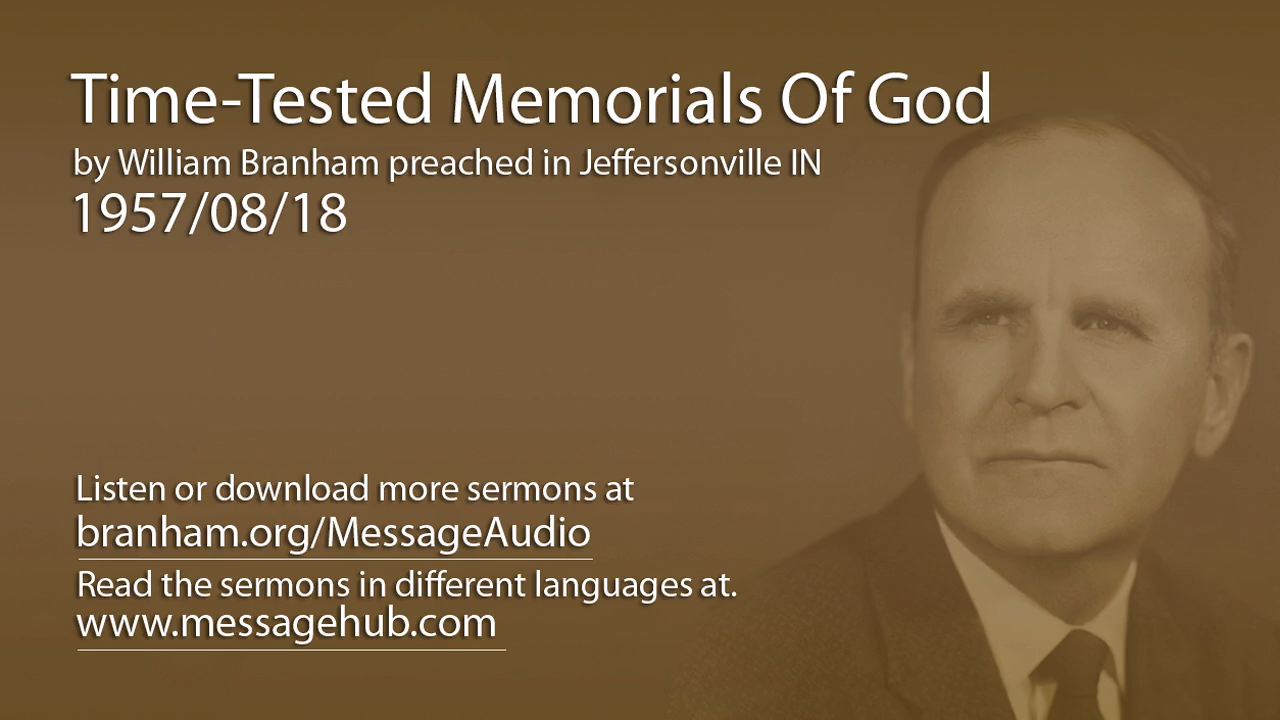 Time-Tested Memorials Of God
by William Branham preached in Jeffersonville IN
1957/08/18
Listen or download more sermons at
branham.org/MessageAudio
Read the sermons in different languages at.
www.messagehub.com